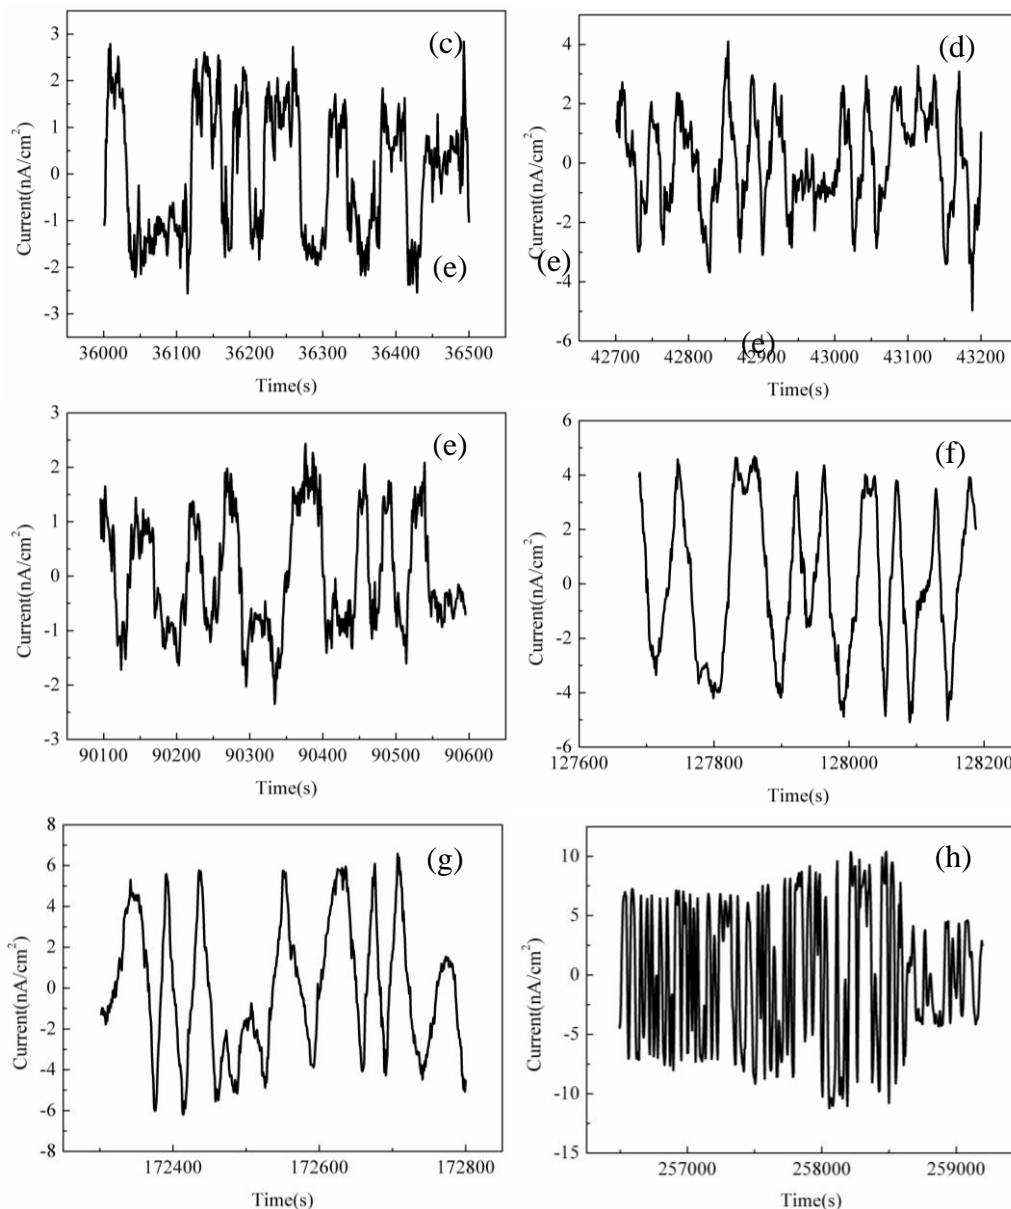 (c)
3
2
1
0
-1
-2
-3
Current(nA/cm²)
(e)
36000 36100 36200 36300 36400 36500
Time(s)
(d)
4
2
0
-2
-4
-6
Current(nA/cm²)
(e)
(e)
42700 42800 42900 43000 43100 43200
Time(s)
(e)
3
2
1
0
-1
-2
-3
Current(nA/cm²)
90100 90200 90300 90400 90500 90600
Time(s)
(f)
6
4
2
0
-2
-4
-6
Current(nA/cm²)
127600 127800 128000 128200
Time(s)
(g)
8
6
4
2
0
-2
-4
-6
-8
Current(nA/cm²)
172400 172600 172800
Time(s)
(h)
10
5
0
-5
-10
-15
Current(nA/cm²)
257000 258000 259000
Time(s)